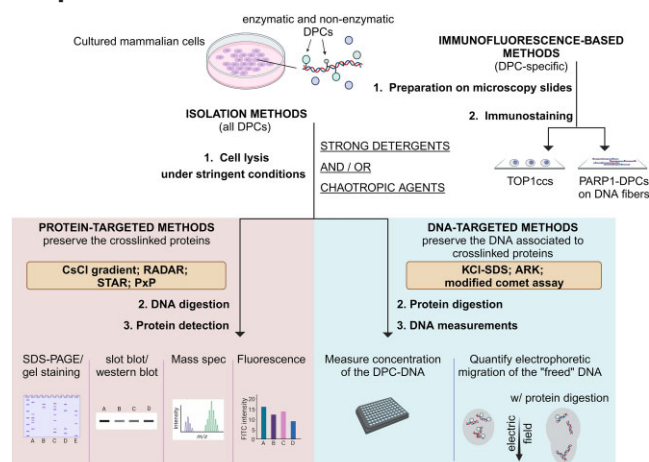 enzymatic and non-enzymatic
DPCs
Cultured mammalian cells
IMMUNOFLUORESCENCE-BASED
METHODS
(DPC-specific)
1. Preparation on microscopy slides
2. Immunostaining
TOP1ccs
PARP1-DPCs
on DNA fibers
ISOLATION METHODS
(all DPCs)
1. Cell lysis
under stringent conditions
STRONG DETERGENTS
AND / OR
CHAOTROPIC AGENTS
PROTEIN-TARGETED METHODS
preserve the crosslinked proteins
CsCl gradient; RADAR;
STAR; PxP
2. DNA digestion
3. Protein detection
SDS-PAGE/
gel staining
A B C D E
slot blot/
western blot
A B C D
Mass spec
Intensity
m/z
Fluorescence
FITC intensity
20
15
10
5
0
A B C D
DNA-TARGETED METHODS
preserve the DNA associated to
crosslinked proteins
KCl-SDS; ARK;
modified comet assay
2. Protein digestion
3. DNA measurements
Measure concentration
of the DPC-DNA
Quantify electrophoretic
migration of the "freed" DNA
w/ protein digestion
electric
field